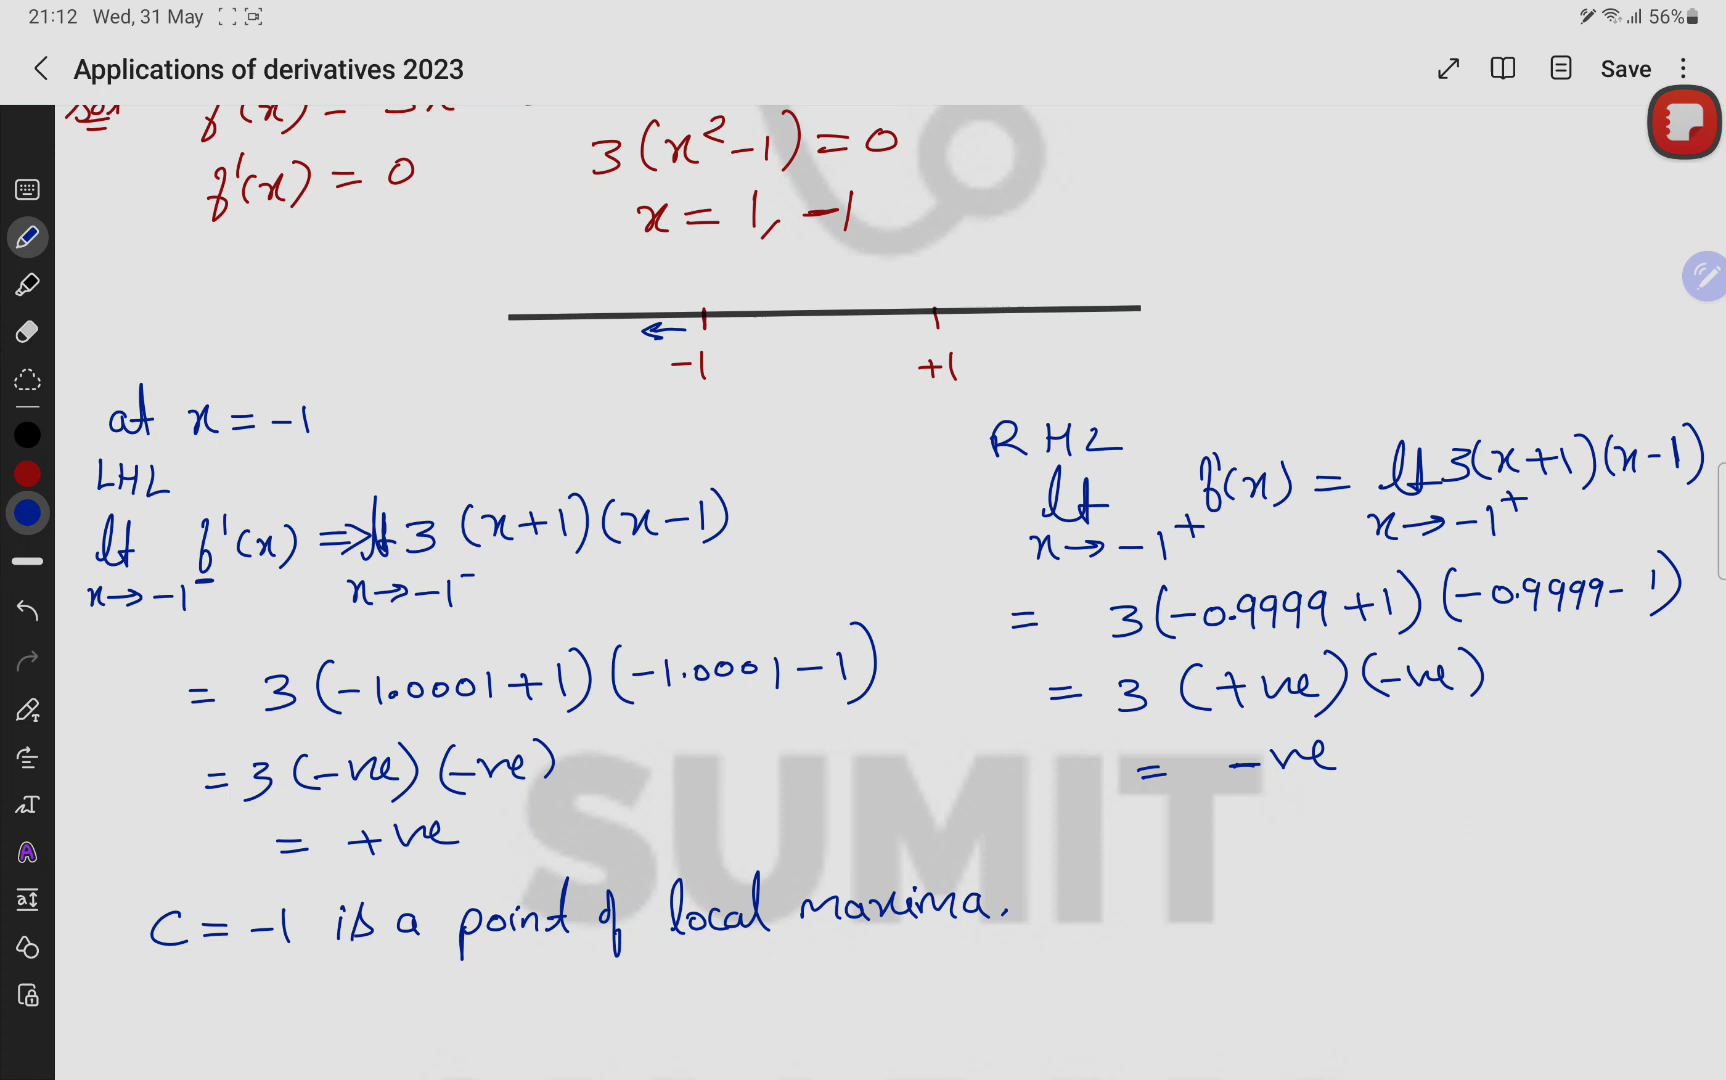 21:12 Wed, 31 May 56%
Applications of derivatives 2023 Save
f'(x) = 0
3(x²-1)=0
x = 1, -1
-1 +1
at x = -1
LHL
lt f'(x) => lt 3 (x+1)(x-1)
x→-1⁻ x→-1⁻
= 3 (-1.0001+1)(-1.0001-1)
= 3 (-ve) (-ve)
= +ve
RHL
lt f'(x) = lt 3(x+1)(x-1)
x→-1⁺ x→-1⁺
= 3(-0.9999+1)(-0.9999-1)
= 3 (+ve)(-ve)
= -ve
C = -1 is a point of local maxima.
SUMIT